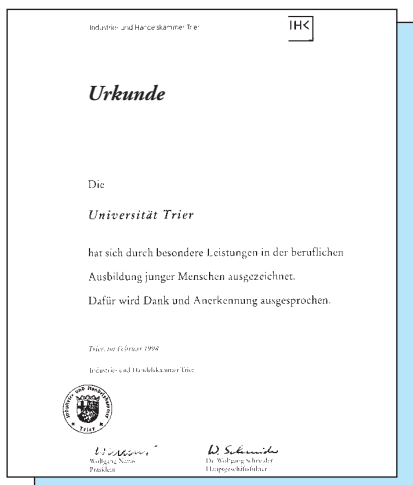 Industrie- und Handelskammer Trier
IHK
Urkunde
Die
Universität Trier
hat sich durch besondere Leistungen in der beruflichen
Ausbildung junger Menschen ausgezeichnet.
Dafür wird Dank und Anerkennung ausgesprochen.
Trier, im Februar 1998
Industrie- und Handelskammer Trier
Industrie und Handelskammer
Trier
Wolfgang
Präsident
Dr. Wolfgang
Hauptgeschäftsführer